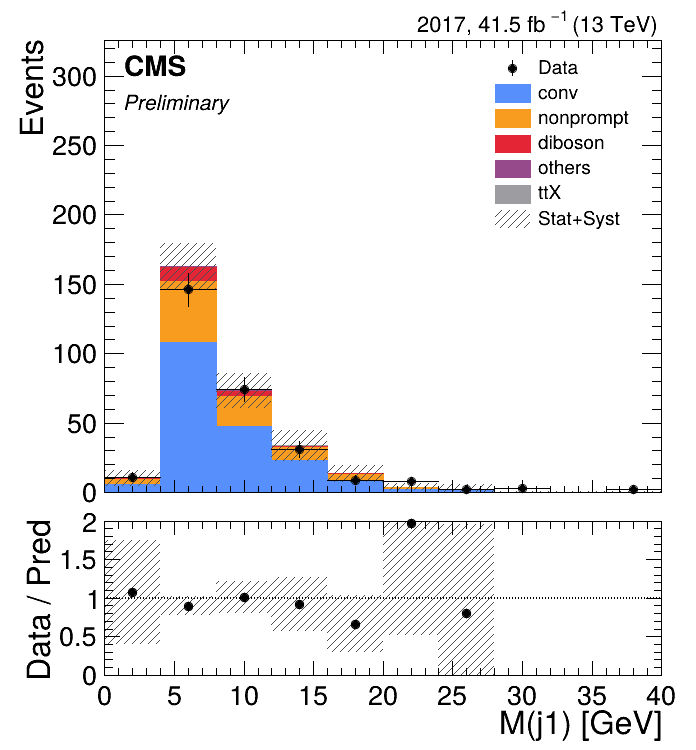 2017, 41.5 fb⁻¹ (13 TeV)
CMS
Preliminary
Events
300
250
200
150
100
50
0
Data
conv
nonprompt
diboson
others
ttX
Stat+Syst
Data / Pred
2
1.5
1
0.5
0
0 5 10 15 20 25 30 35 40
M(j1) [GeV]